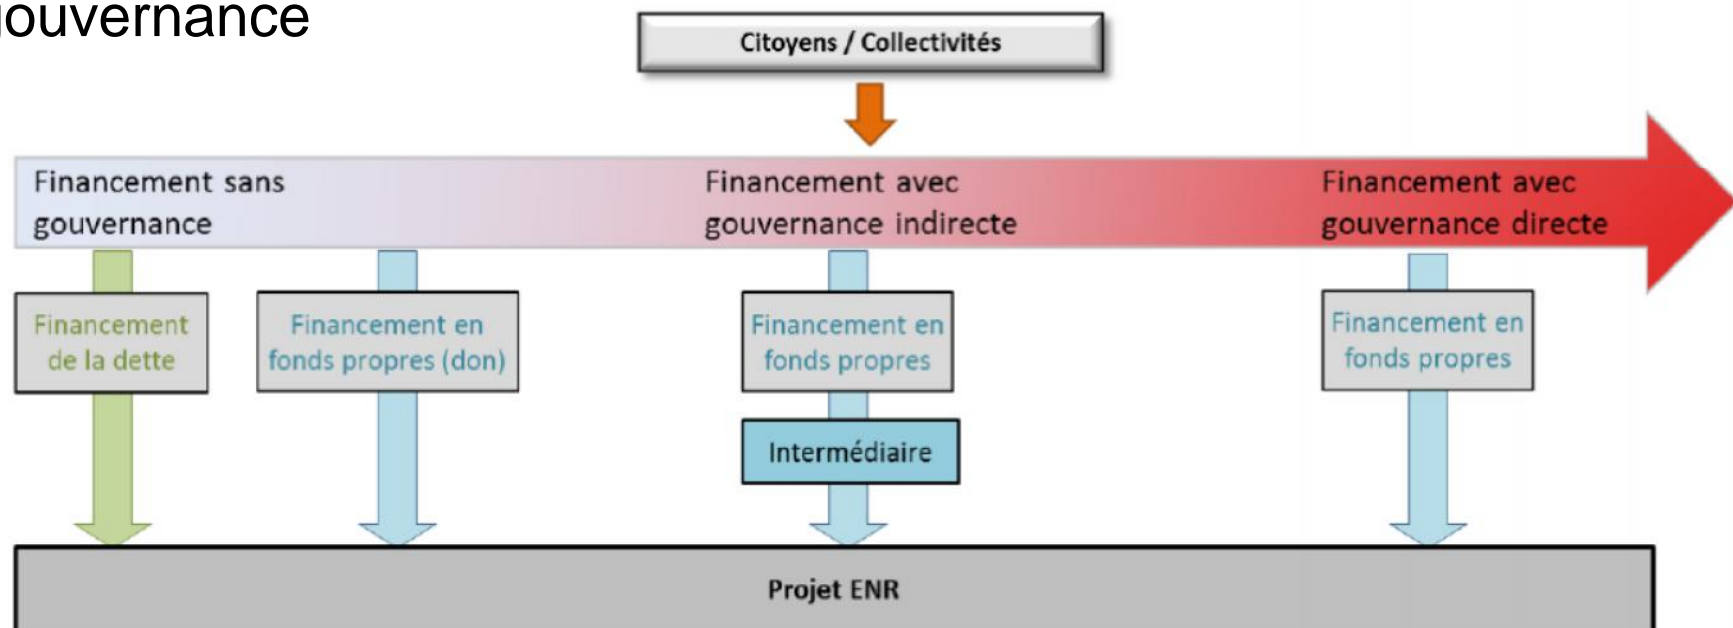 gouvernance
Citoyens / Collectivités
Financement sans
gouvernance
Financement avec
gouvernance indirecte
Financement avec
gouvernance directe
Financement
de la dette
Financement en
fonds propres (don)
Financement en
fonds propres
Financement en
fonds propres
Intermédiaire
Projet ENR